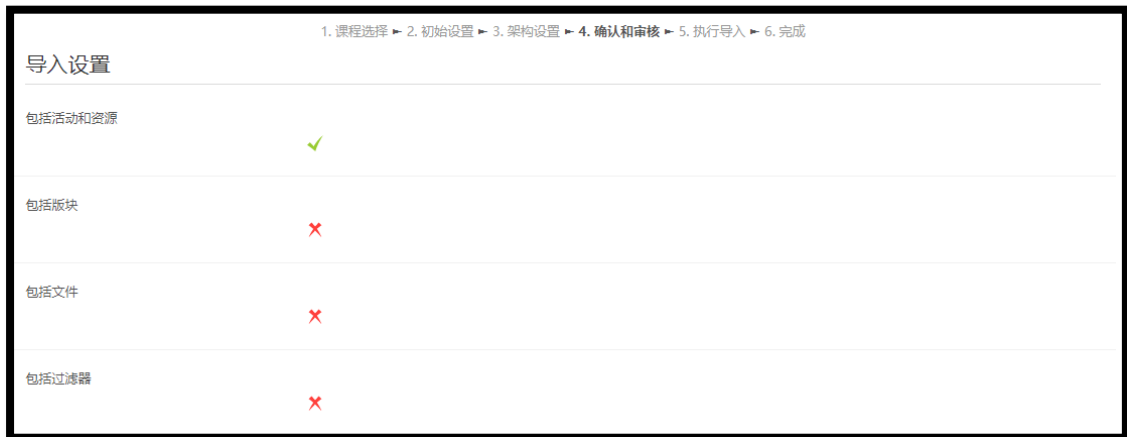 1. 课程选择 ► 2. 初始设置 ► 3. 架构设置 ► 4. 确认和审核 ► 5. 执行导入 ► 6. 完成
导入设置
包括活动和资源
包括版块
包括文件
包括过滤器